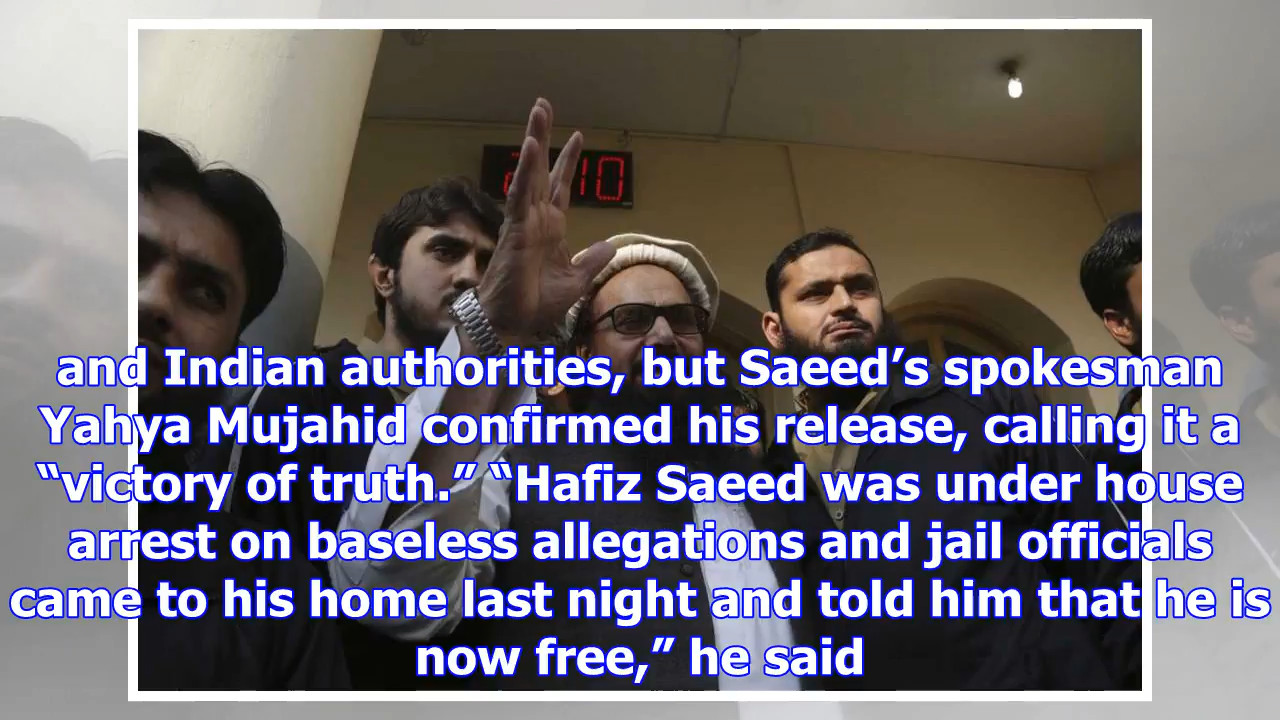 10
and Indian authorities, but Saeed’s spokesman
Yahya Mujahid confirmed his release, calling it a
“victory of truth.” “Hafiz Saeed was under house
arrest on baseless allegations and jail officials
came to his home last night and told him that he is
now free,” he said